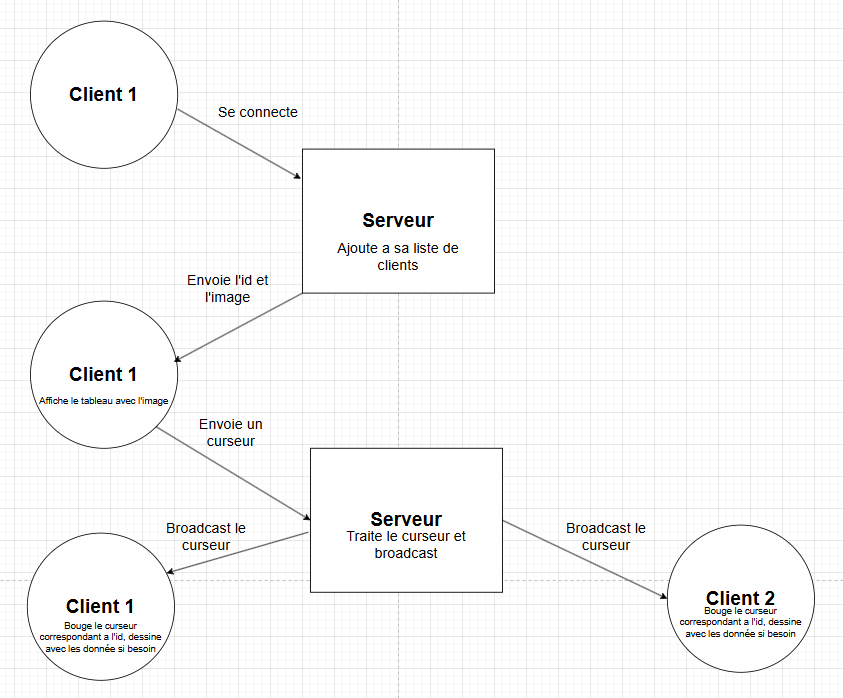 Client 1
Se connecte
Serveur
Ajoute a sa liste de
clients
Envoie l'id et
l'image
Client 1
Affiche le tableau avec l'image
Envoie un
curseur
Serveur
Traite le curseur et
broadcast
Broadcast le
curseur
Broadcast le
curseur
Client 1
Bouge le curseur
correspondant a l'id, dessine
avec les donnée si besoin
Client 2
Bouge le curseur
correspondant a l'id, dessine
avec les donnée si besoin